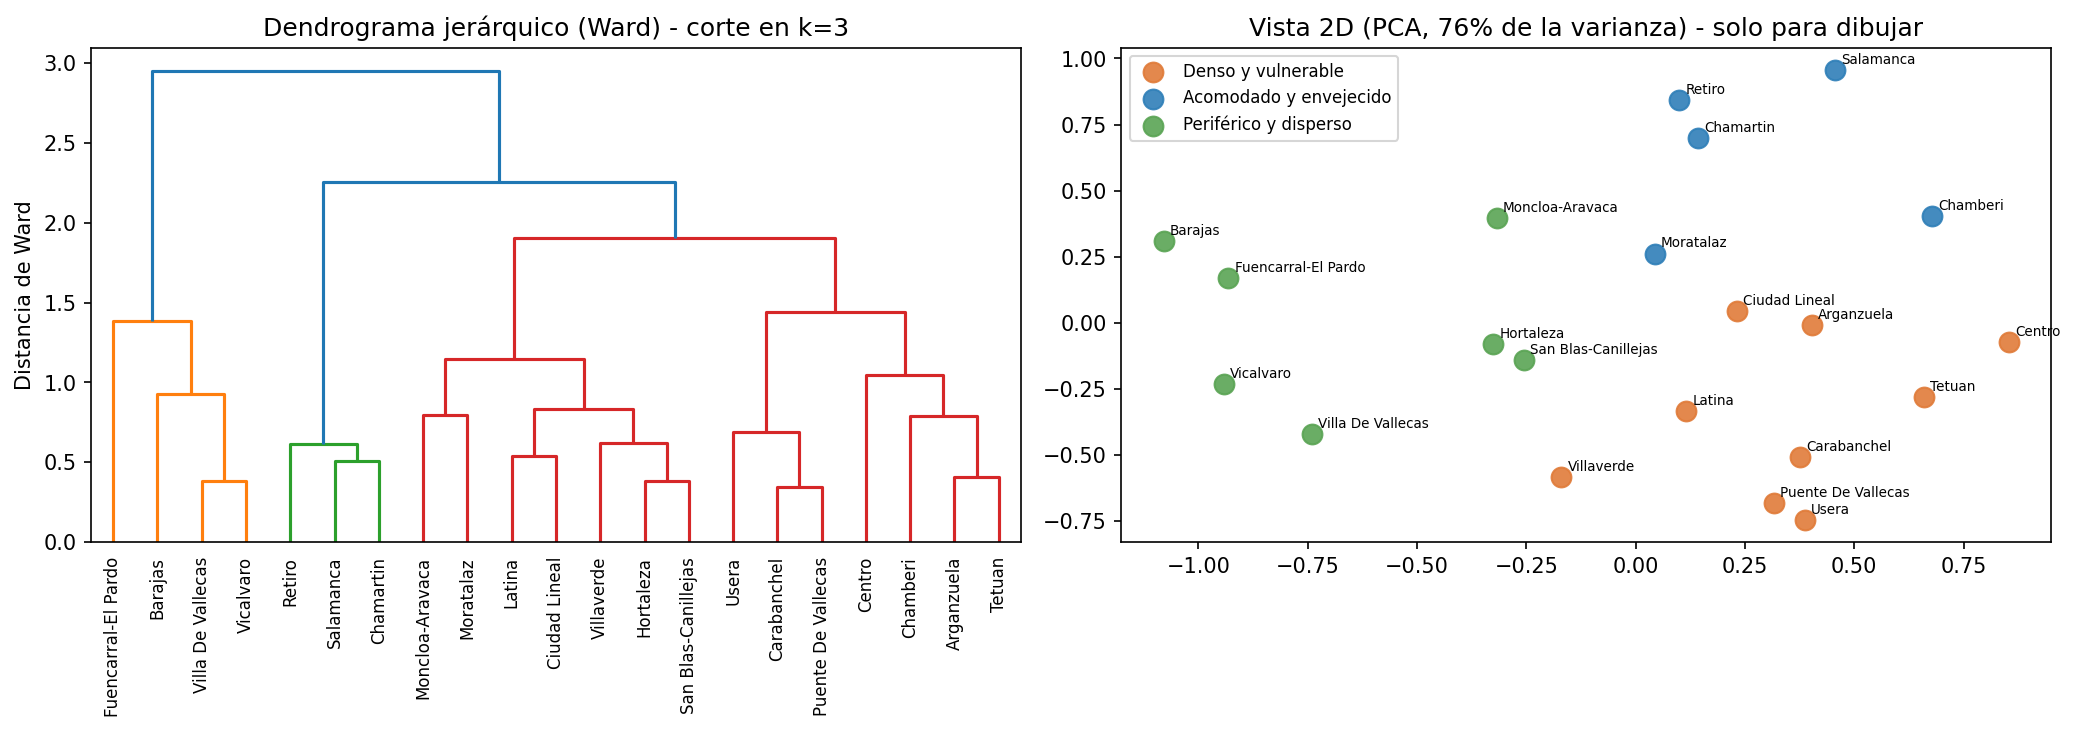 Dendrograma jerárquico (Ward) - corte en k=3
Distancia de Ward
3.0
2.5
2.0
1.5
1.0
0.5
0.0
Fuencarral-El Pardo
Barajas
Villa De Vallecas
Vicalvaro
Retiro
Salamanca
Chamartin
Moncloa-Aravaca
Moratalaz
Latina
Ciudad Lineal
Villaverde
Hortaleza
San Blas-Canillejas
Usera
Carabanchel
Puente De Vallecas
Centro
Chamberi
Arganzuela
Tetuan
Vista 2D (PCA, 76% de la varianza) - solo para dibujar
Denso y vulnerable
Acomodado y envejecido
Periférico y disperso
1.00
0.75
0.50
0.25
0.00
−0.25
−0.50
−0.75
Salamanca
Retiro
Chamartin
Moncloa-Aravaca
Chamberi
Barajas
Moratalaz
Fuencarral-El Pardo
Ciudad Lineal
Arganzuela
Centro
Hortaleza
San Blas-Canillejas
Vicalvaro
Tetuan
Latina
Villa De Vallecas
Carabanchel
Villaverde
Puente De Vallecas
Usera
−1.00
−0.75
−0.50
−0.25
0.00
0.25
0.50
0.75